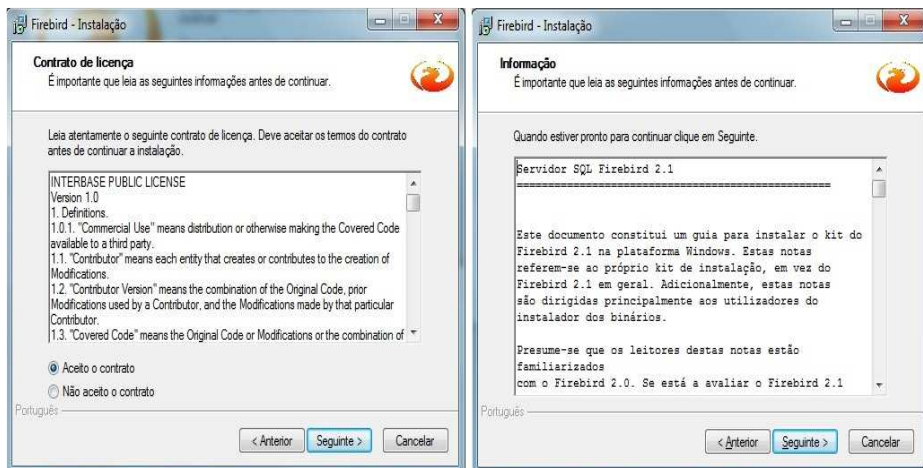 Firebird - Instalação
Contrato de licença
É importante que leia as seguintes informações antes de continuar.
Leia atentamente o seguinte contrato de licença. Deve aceitar os termos do contrato
antes de continuar a instalação.
INTERBASE PUBLIC LICENSE
Version 1.0
1. Definitions.
1.0.1. "Commercial Use" means distribution or otherwise making the Covered Code
available to a third party.
1.1. "Contributor" means each entity that creates or contributes to the creation of
Modifications.
1.2. "Contributor Version" means the combination of the Original Code, prior
Modifications used by a Contributor, and the Modifications made by that particular
Contributor.
1.3. "Covered Code" means the Original Code or Modifications or the combination of
Aceito o contrato
Não aceito o contrato
Português
< Anterior
Seguinte >
Cancelar
Firebird - Instalação
Informação
É importante que leia as seguintes informações antes de continuar.
Quando estiver pronto para continuar clique em Seguinte.
Servidor SQL Firebird 2.1
Este documento constitui um guia para instalar o kit do
Firebird 2.1 na plataforma Windows. Estas notas
referem-se ao próprio kit de instalação, em vez do
Firebird 2.1 em geral. Adicionalmente, estas notas
são dirigidas principalmente aos utilizadores do
instalador dos binários.
Presume-se que os leitores destas notas estão
familiarizados
com o Firebird 2.0. Se está a avaliar o Firebird 2.1
Português
< Anterior
Seguinte >
Cancelar